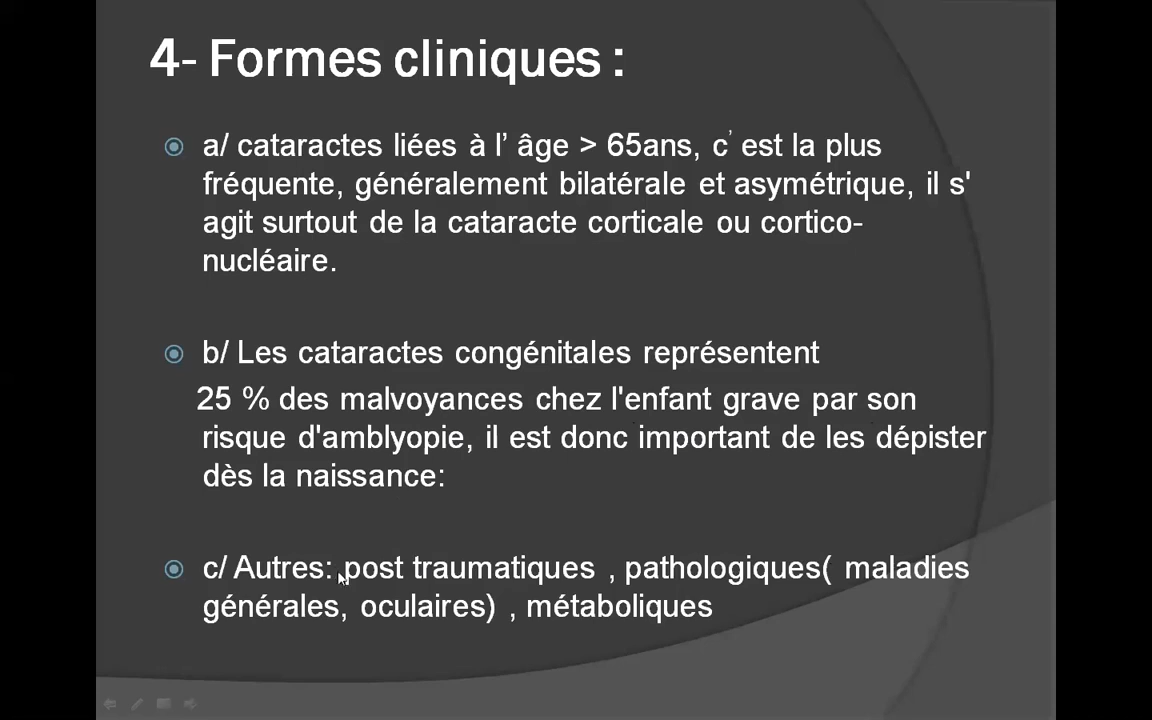 4- Formes cliniques :
a/ cataractes liées à l’ âge > 65ans, c’ est la plus
fréquente, généralement bilatérale et asymétrique, il s'
agit surtout de la cataracte corticale ou cortico-
nucléaire.
b/ Les cataractes congénitales représentent
25 % des malvoyances chez l'enfant grave par son
risque d'amblyopie, il est donc important de les dépister
dès la naissance:
c/ Autres: post traumatiques , pathologiques( maladies
générales, oculaires) , métaboliques